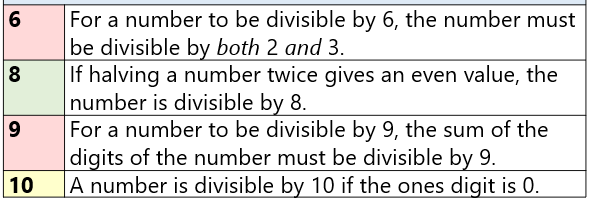 6 For a number to be divisible by 6, the number must
be divisible by both 2 and 3.
8 If halving a number twice gives an even value, the
number is divisible by 8.
9 For a number to be divisible by 9, the sum of the
digits of the number must be divisible by 9.
10 A number is divisible by 10 if the ones digit is 0.